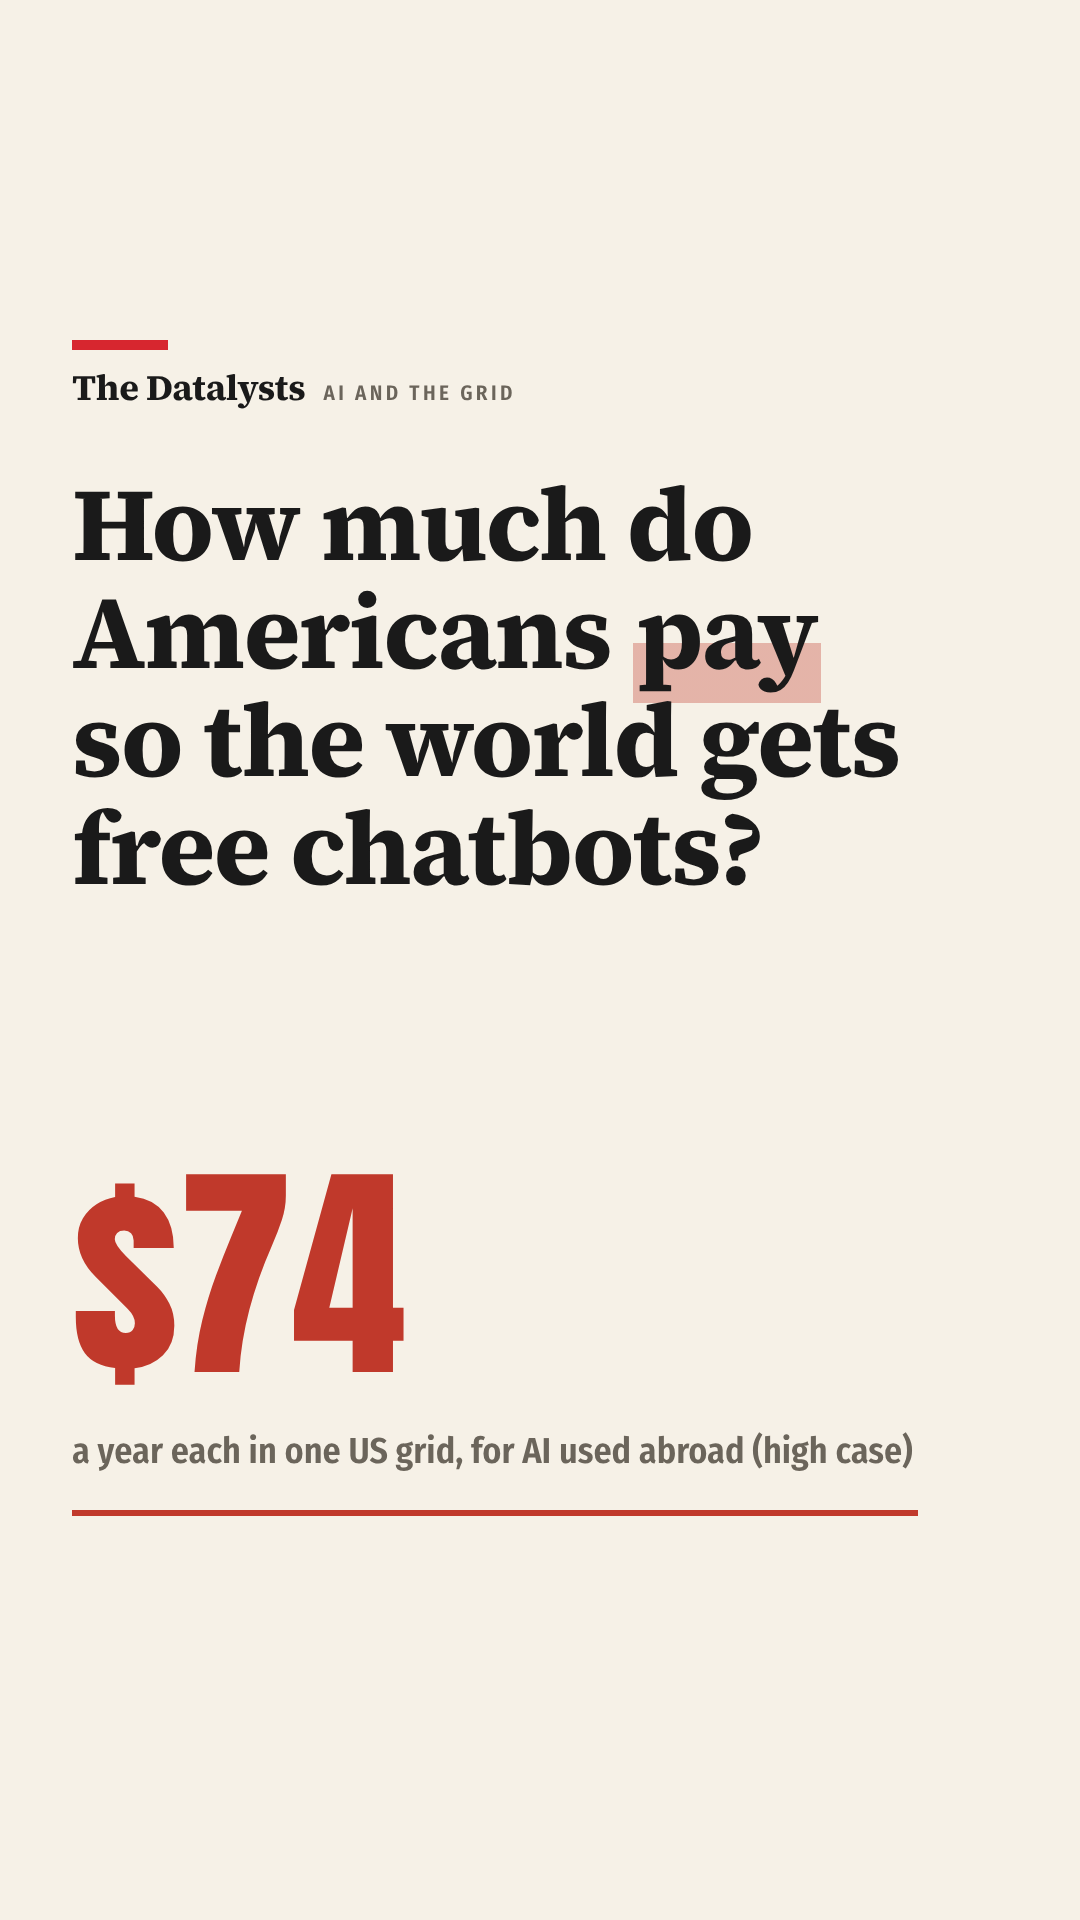 The Datalysts AI AND THE GRID
How much do
Americans pay
so the world gets
free chatbots?
$74
a year each in one US grid, for AI used abroad (high case)